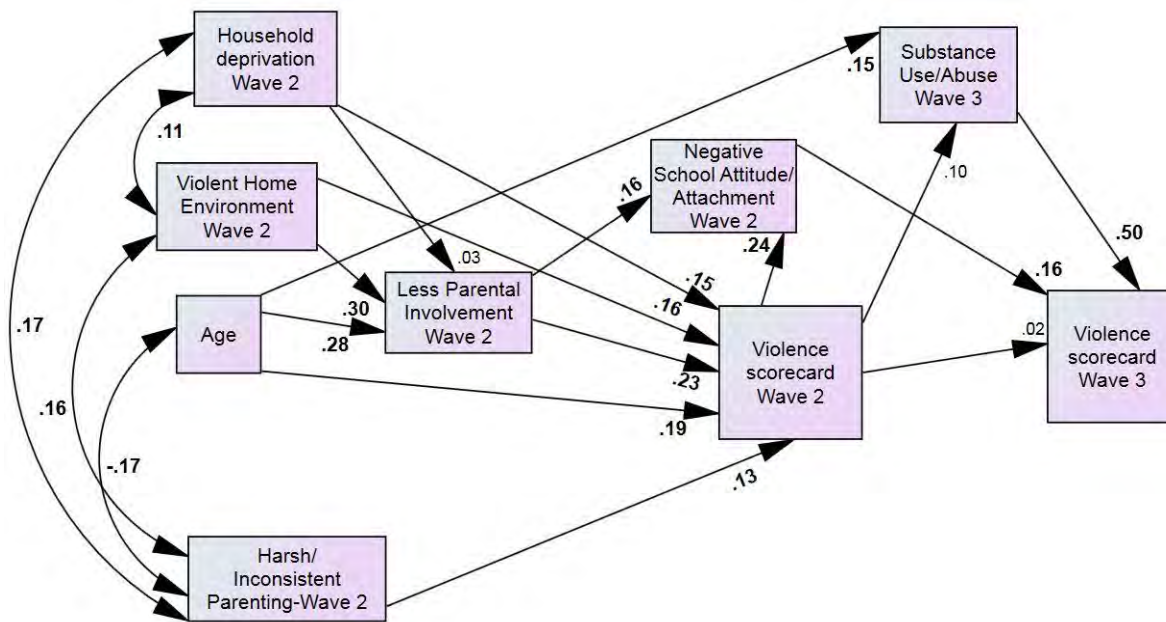 Household
deprivation
Wave 2
Substance
Use/Abuse
Wave 3
.15
.11
Negative
School Attitude/
Attachment
Wave 2
Violent Home
Environment
Wave 2
.16
.10
.24
.50
.03
.15
.16
Less Parental
Involvement
Wave 2
.30
.28
Age
.16
.02
Violence
scorecard
Wave 2
Violence
scorecard
Wave 3
.17
.23
.19
.16
-.17
.13
Harsh/
Inconsistent
Parenting-Wave 2